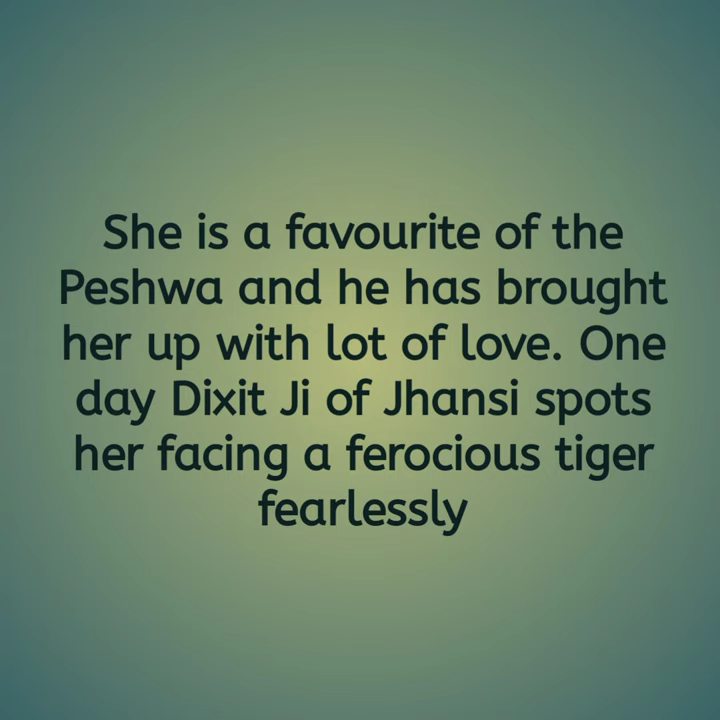 She is a favourite of the
Peshwa and he has brought
her up with lot of love. One
day Dixit Ji of Jhansi spots
her facing a ferocious tiger
fearlessly